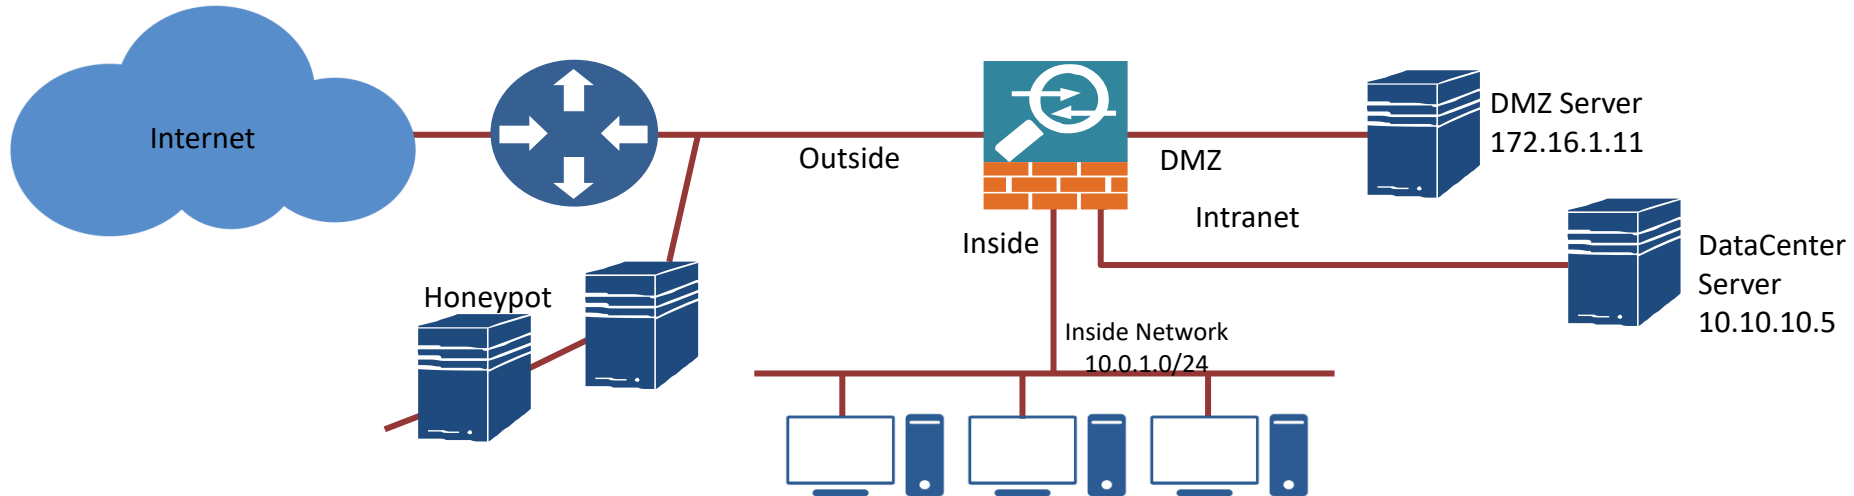 Internet
Outside
DMZ
DMZ Server
172.16.1.11
Intranet
Inside
DataCenter
Server
10.10.10.5
Honeypot
Inside Network
10.0.1.0/24